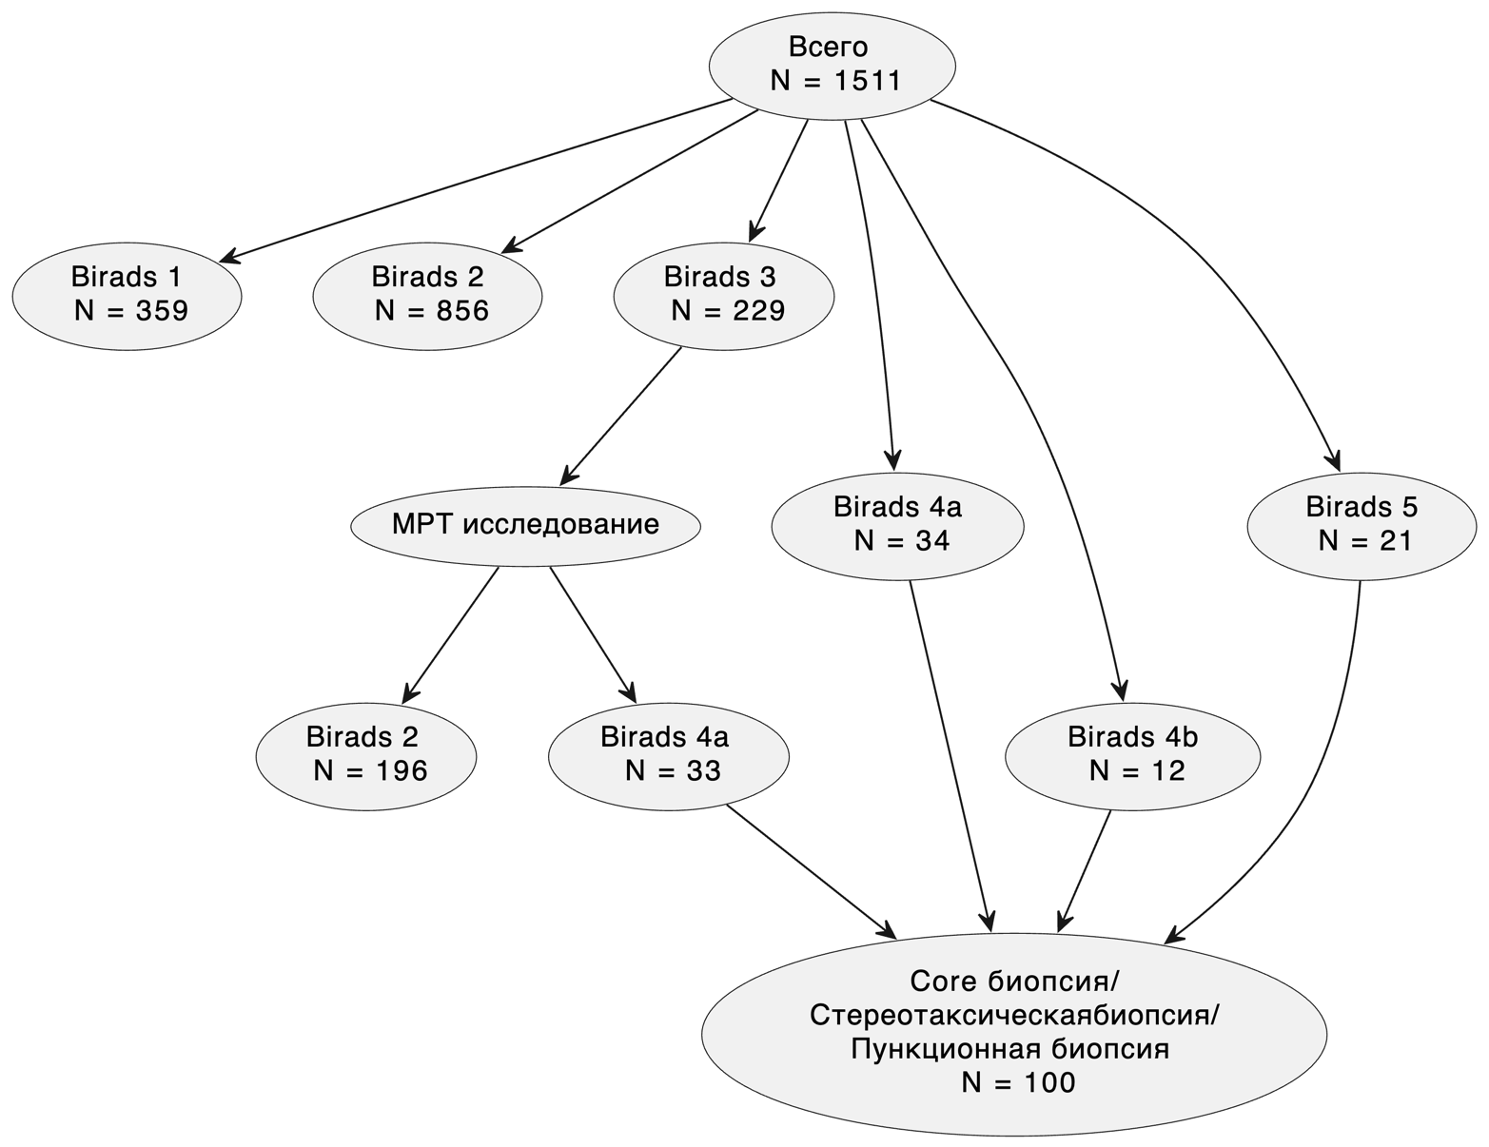 Всего
N = 1511
Birads 1
N = 359
Birads 2
N = 856
Birads 3
N = 229
МРТ исследование
Birads 4a
N = 34
Birads 5
N = 21
Birads 2
N = 196
Birads 4a
N = 33
Birads 4b
N = 12
Core биопсия/
Стереотаксическаябиопсия/
Пункционная биопсия
N = 100